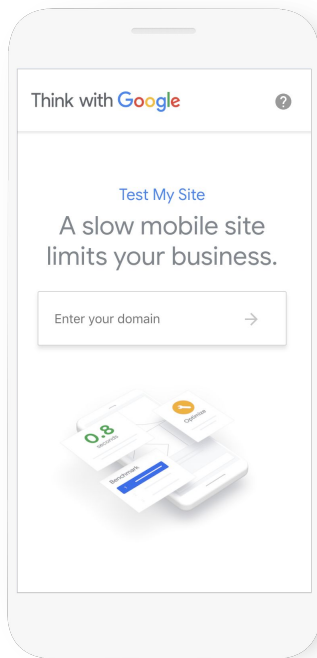 Think with Google
?
Test My Site
A slow mobile site
limits your business.
Enter your domain
0.8
seconds
Optimize
Benchmark